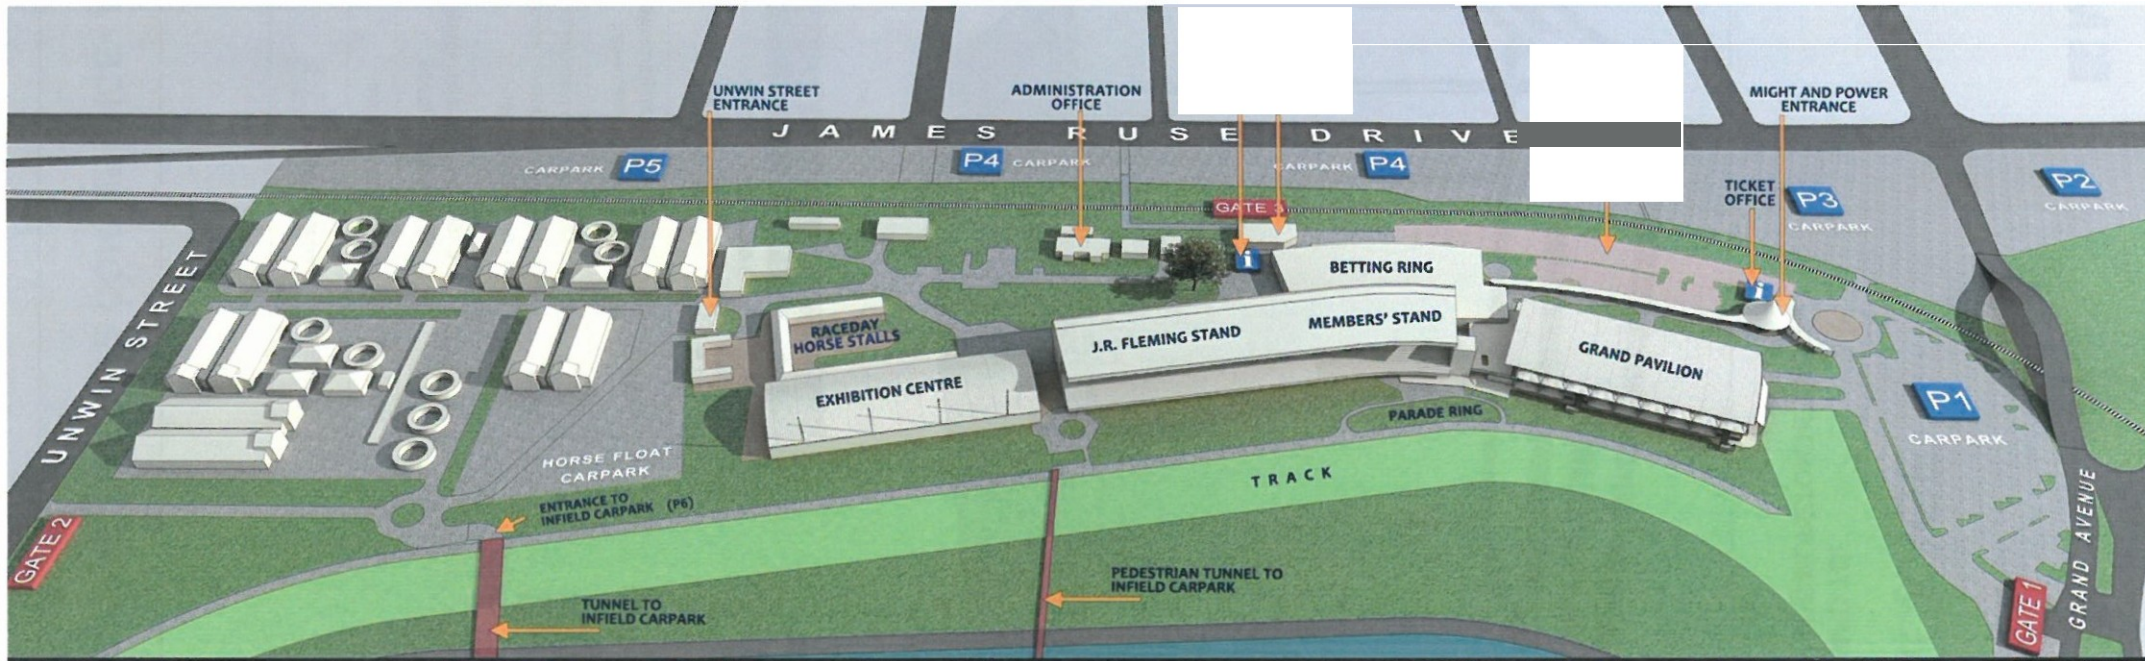 UNWIN STREET
ENTRANCE
ADMINISTRATION
OFFICE
MIGHT AND POWER
ENTRANCE
JAMES RUSE DRIVE
CARPARK P5
P4 CARPARK
CARPARK P4
TICKET
OFFICE
P3
CARPARK
P2
CARPARK
GATE 3
i
i
UNWIN STREET
BETTING RING
RACEDAY
HORSE STALLS
J.R. FLEMING STAND
MEMBERS' STAND
GRAND PAVILION
EXHIBITION CENTRE
PARADE RING
P1
CARPARK
HORSE FLOAT
CARPARK
TRACK
ENTRANCE TO
INFIELD CARPARK (P6)
GATE 2
GRAND AVENUE
PEDESTRIAN TUNNEL TO
INFIELD CARPARK
TUNNEL TO
INFIELD CARPARK
GATE 1